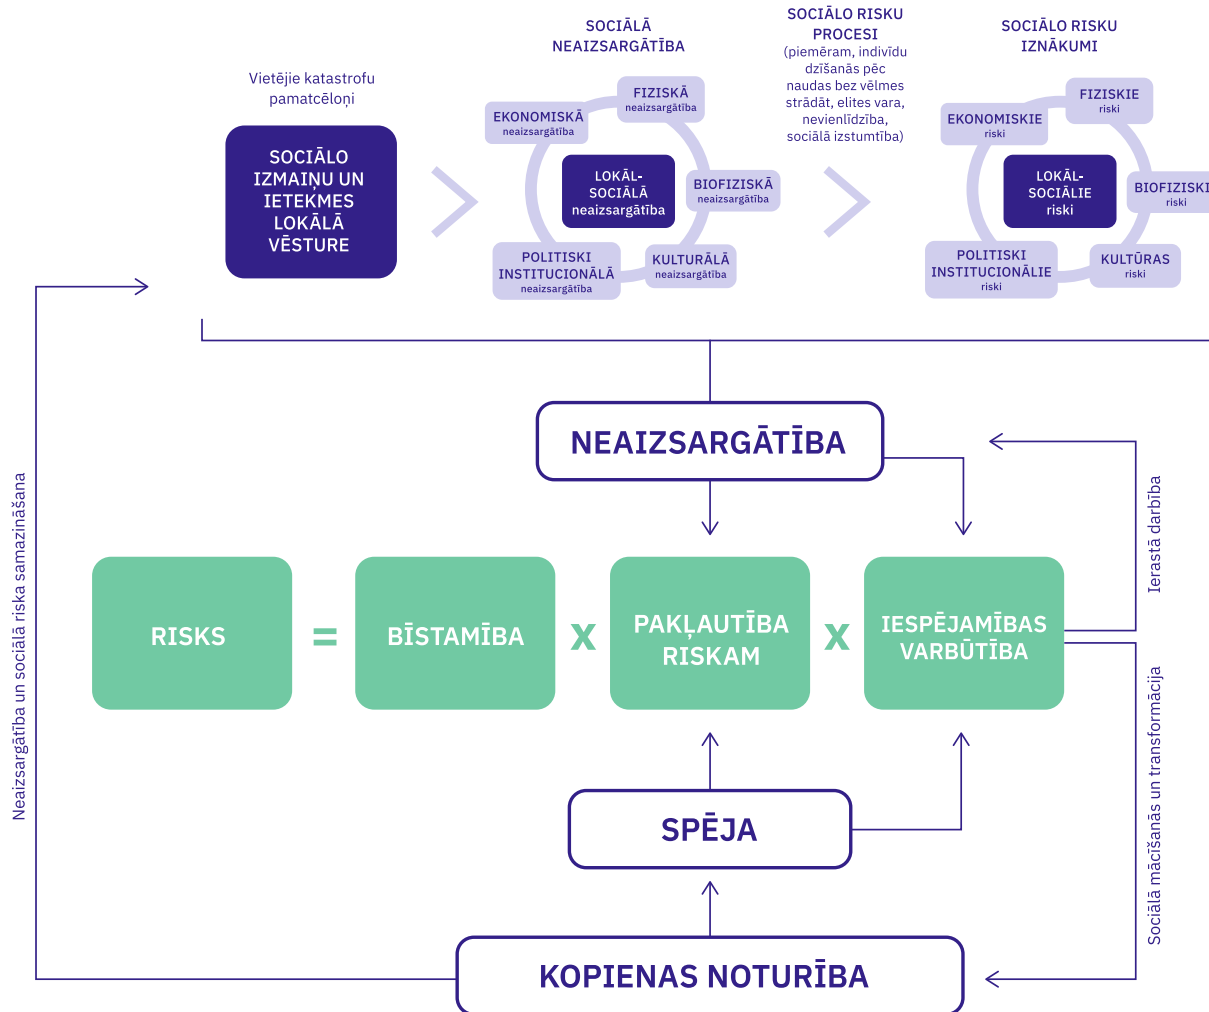 Vietējie katastrofu
pamatcēloņi
SOCIĀLO
IZMAIŅU UN
IETEKMES
LOKĀLĀ
VĒSTURE
SOCIĀLĀ
NEAIZSARGĀTĪBA
FIZISKĀ
neaizsargātība
EKONOMISKĀ
neaizsargātība
LOKĀL-
SOCIĀLĀ
neaizsargātība
BIOFIZISKĀ
neaizsargātība
POLITISKI
INSTITUCIONĀLĀ
neaizsargātība
KULTURĀLĀ
neaizsargātība
SOCIĀLO RISKU
PROCESI
(piemēram, indivīdu
dzīšanās pēc
naudas bez vēlmes
strādāt, elites vara,
nevienlīdzība,
sociālā izstumtība)
SOCIĀLO RISKU
IZNĀKUMI
FIZISKIE
riski
EKONOMISKIE
riski
LOKĀL-
SOCIĀLIE
riski
BIOFIZISKI
riski
POLITISKI
INSTITUCIONĀLIE
riski
KULTŪRAS
riski
NEAIZSARGĀTĪBA
RISKS
=
BĪSTAMĪBA
X
PAKĻAUTĪBA
RISKAM
X
IESPĒJAMĪBAS
VARBŪTĪBA
SPĒJA
KOPIENAS NOTURĪBA
Neaizsargātība un sociālā riska samazināšana
Ierastā darbība
Sociālā mācīšanās un transformācija